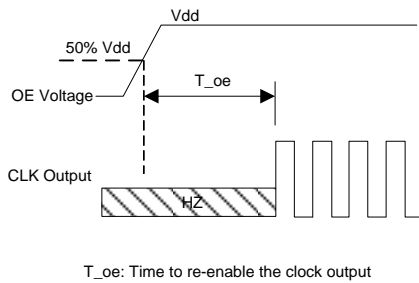 Vdd
50% Vdd
T_oe
OE Voltage
CLK Output
HZ
T_oe: Time to re-enable the clock output